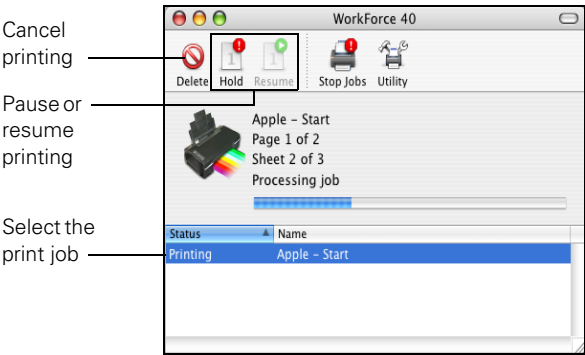 WorkForce 40
Cancel
printing
Delete Hold Resume Stop Jobs Utility
Pause or
resume
printing
Apple – Start
Page 1 of 2
Sheet 2 of 3
Processing job
Select the
print job
Status Name
Printing Apple – Start